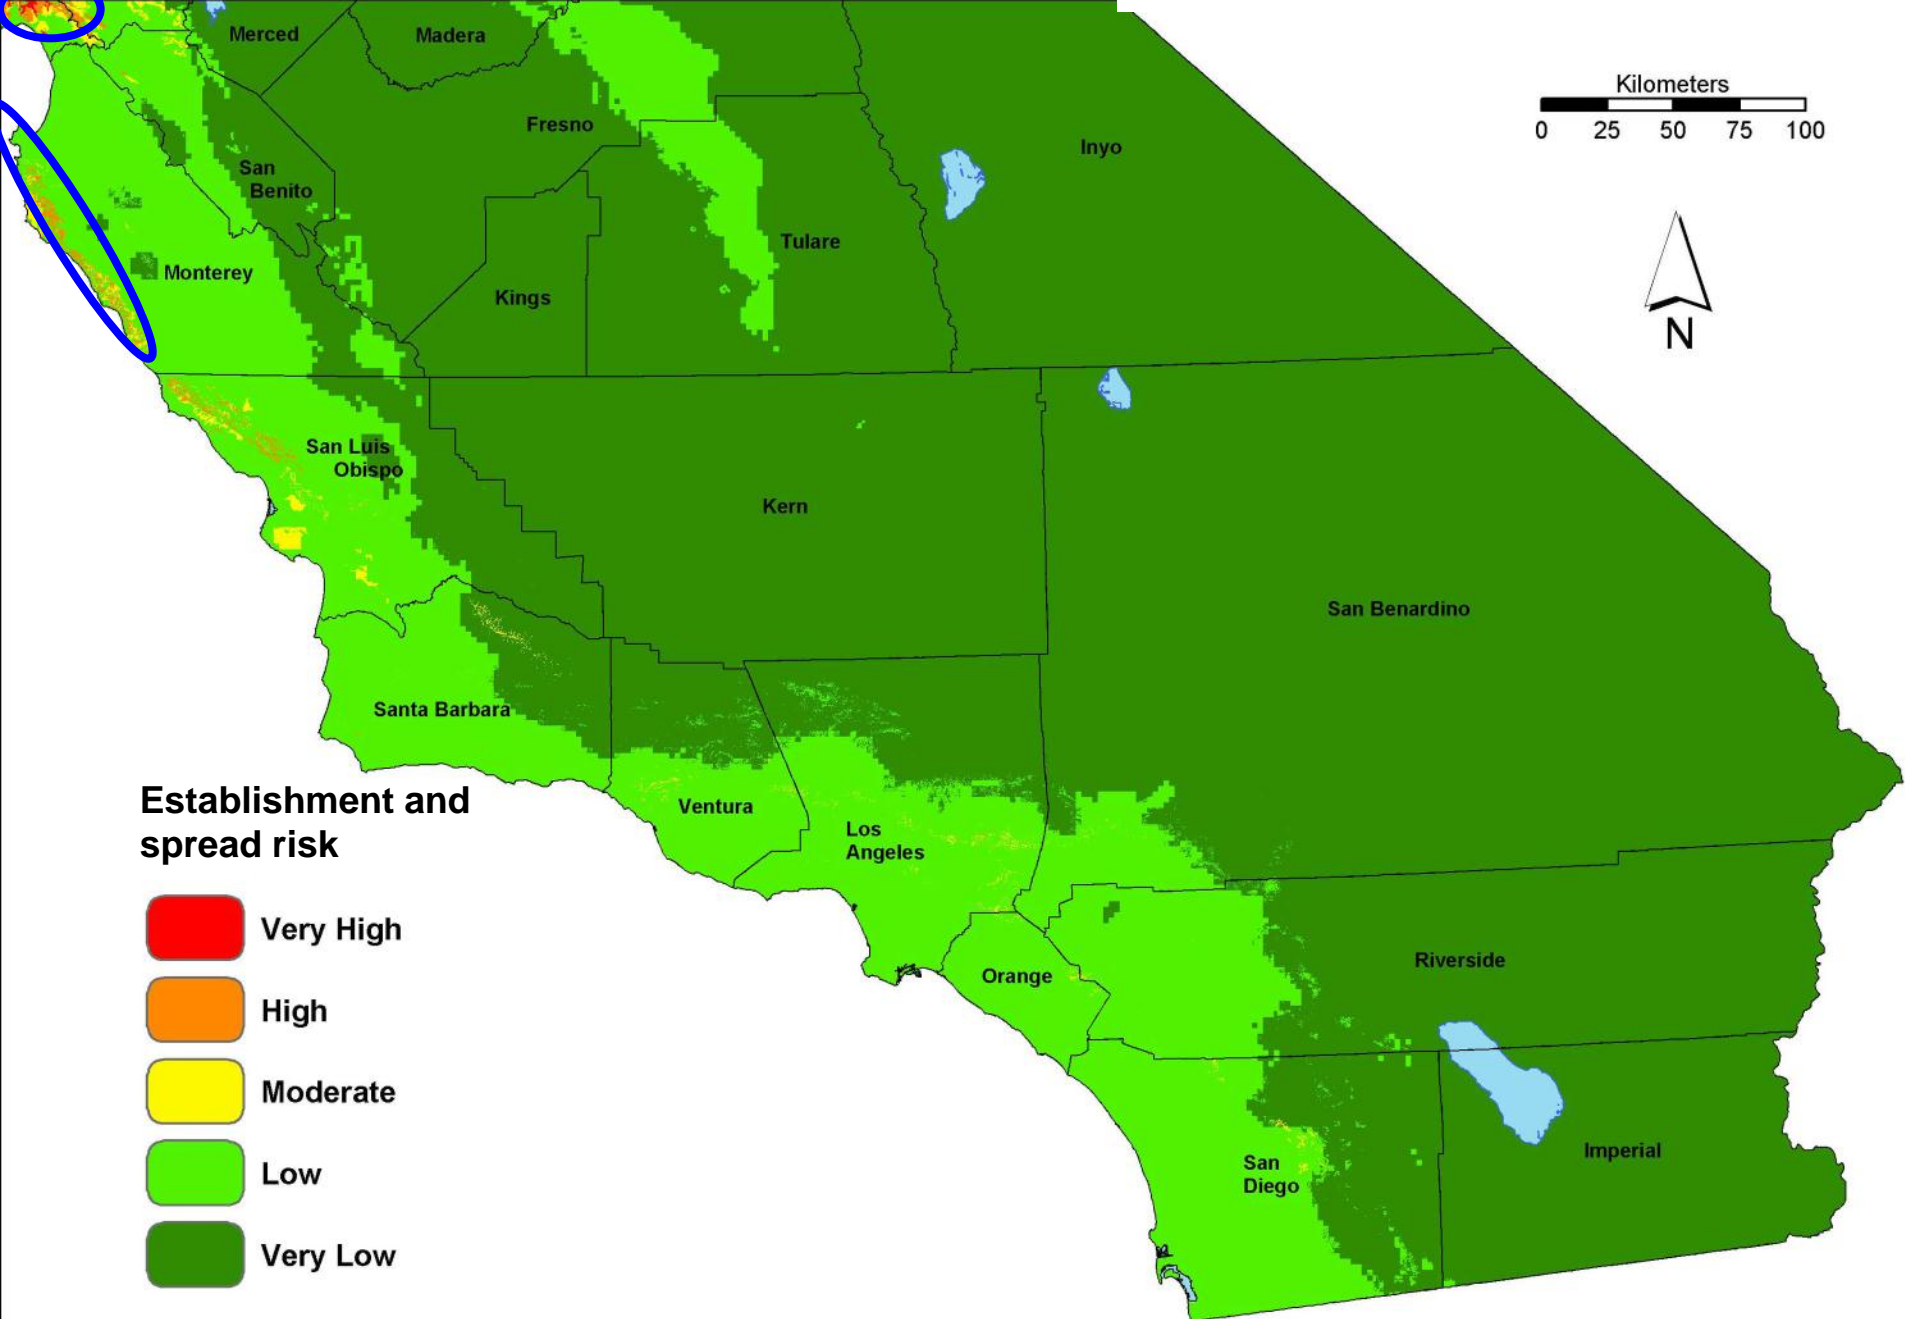 Merced
Madera
Kilometers
0 25 50 75 100
Fresno
Inyo
San
Benito
Tulare
Monterey
Kings
N
San Luis
Obispo
Kern
San Benardino
Santa Barbara
Establishment and
spread risk
Ventura
Los
Angeles
Very High
Orange
Riverside
High
Moderate
San
Diego
Imperial
Low
Very Low